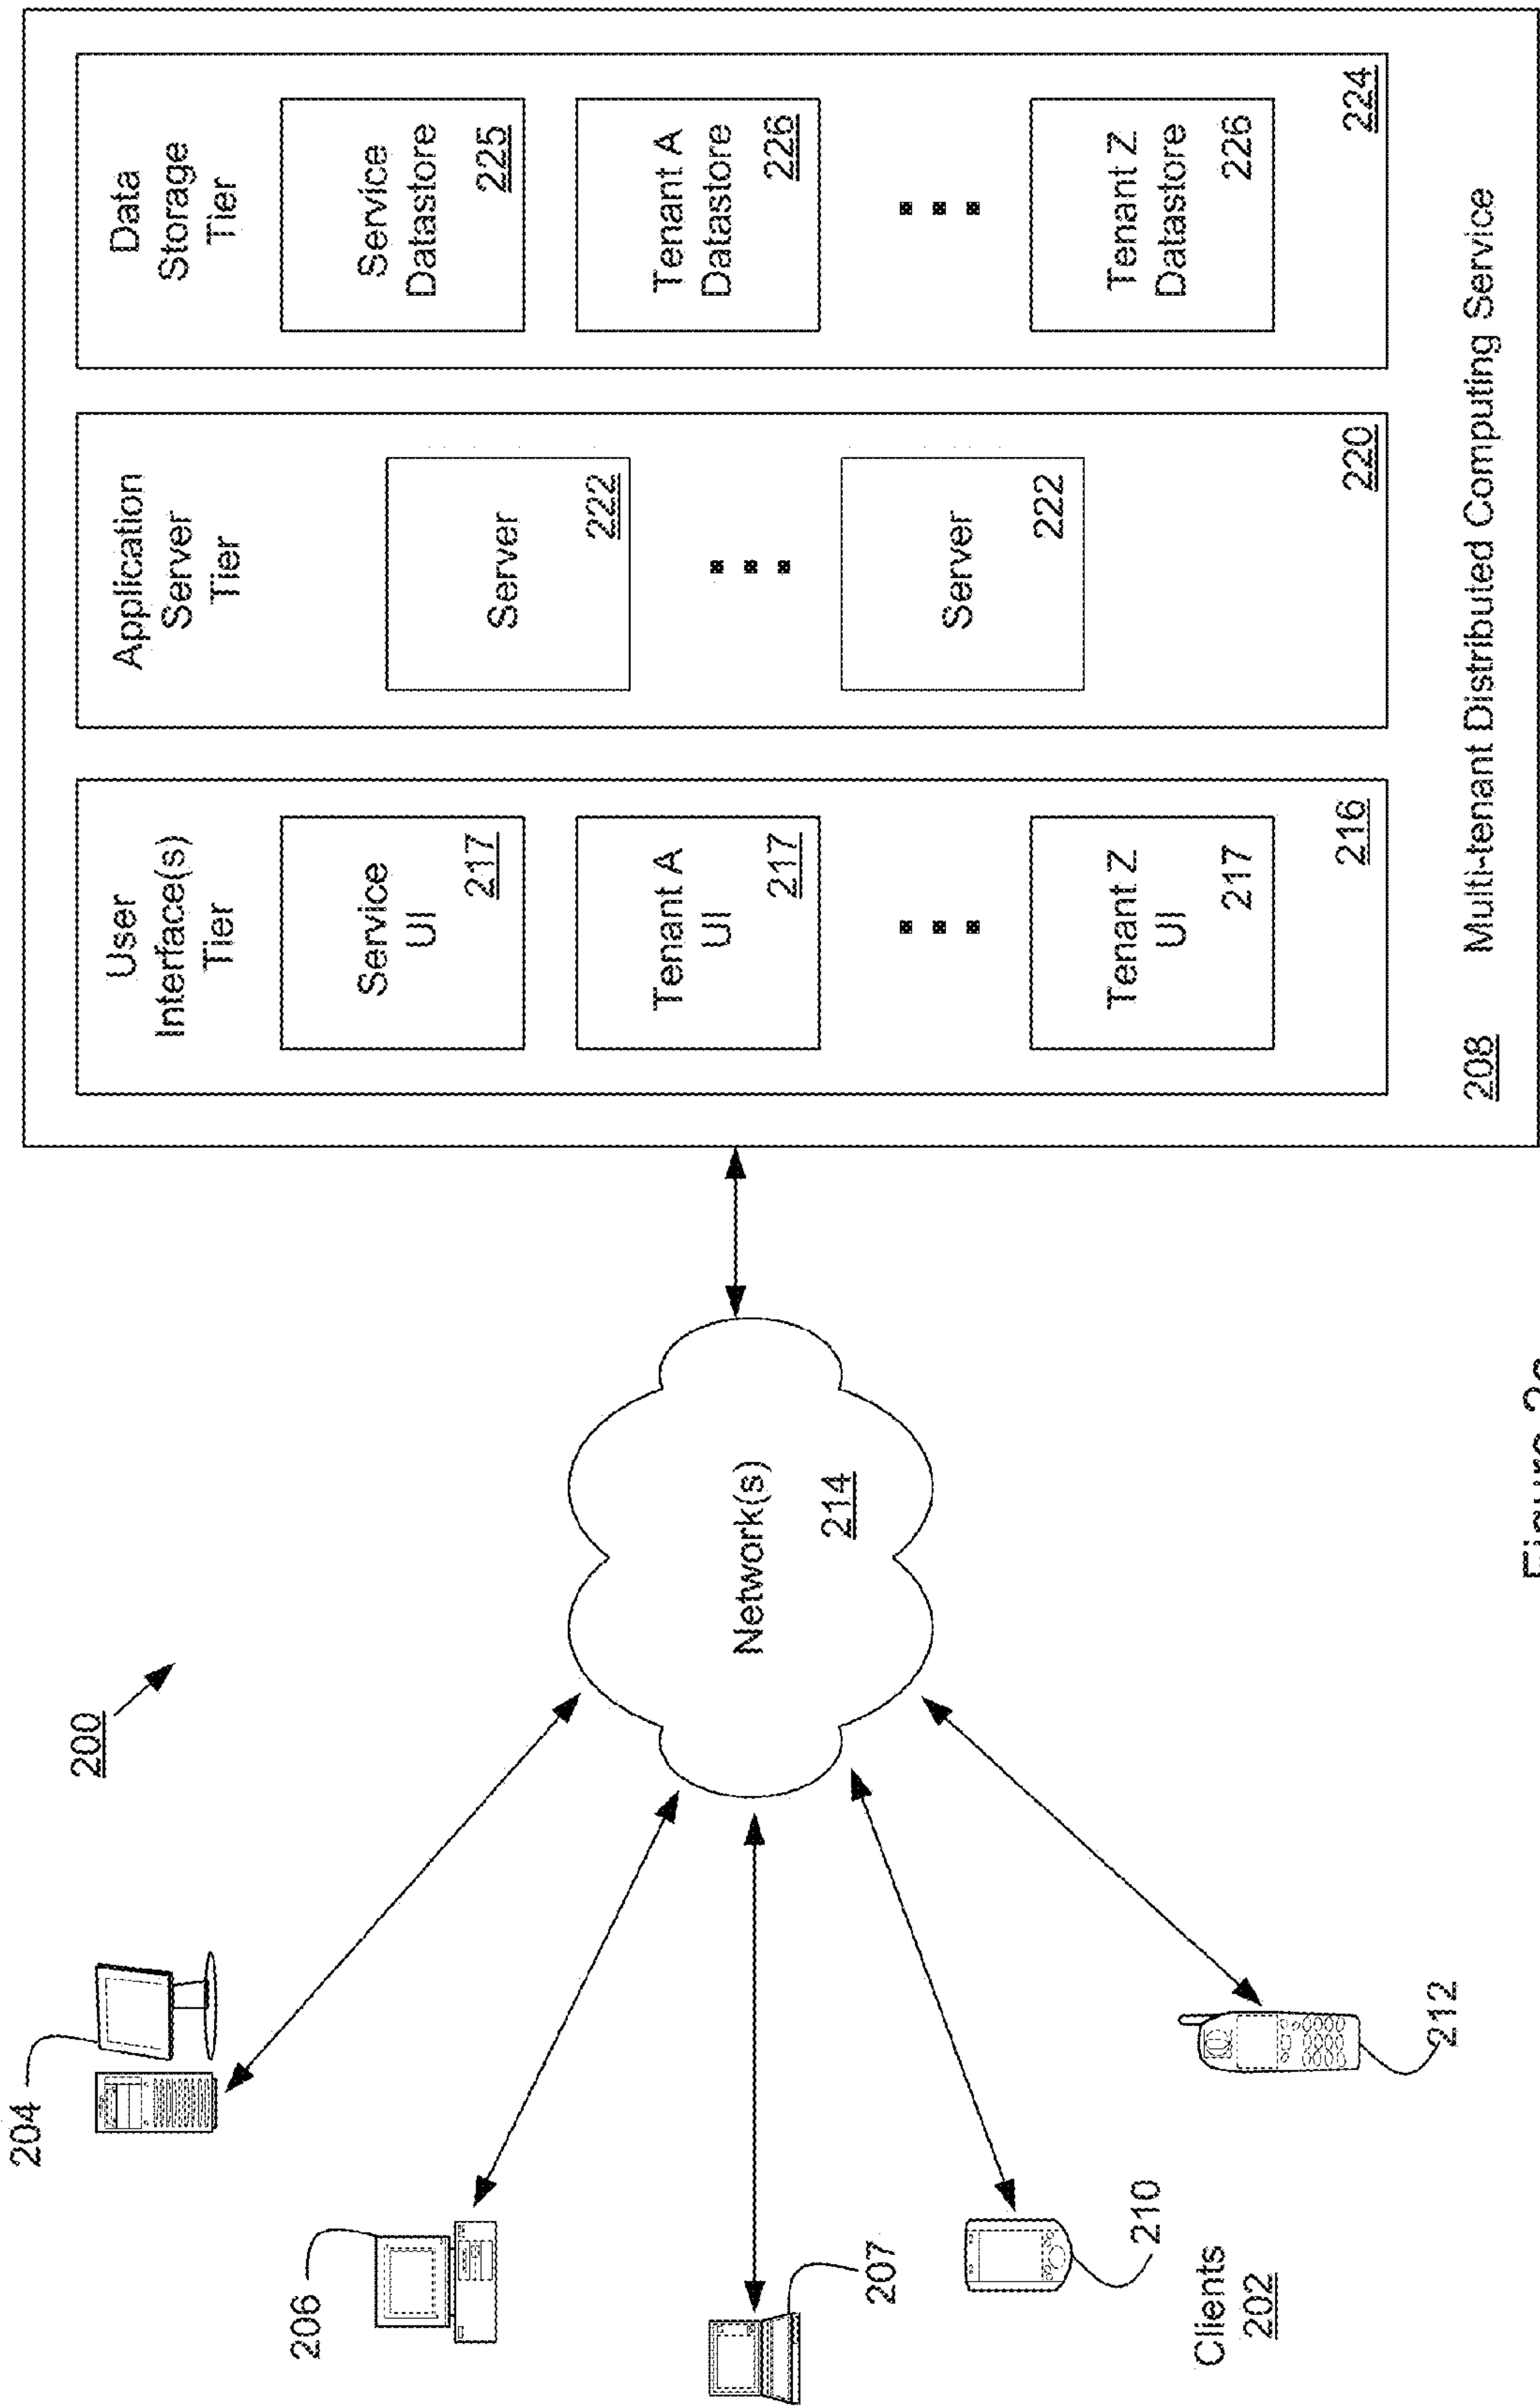 200
204
206
207
210
212
Clients
202
Network(s)
214
User
Interface(s)
Tier
Service
UI
217
Tenant A
UI
217
Tenant Z
UI
217
216
Application
Server
Tier
Server
222
Server
222
220
Data
Storage
Tier
Service
Datastore
225
Tenant A
Datastore
226
Tenant Z
Datastore
226
224
208 Multi-tenant Distributed Computing Service
Figure